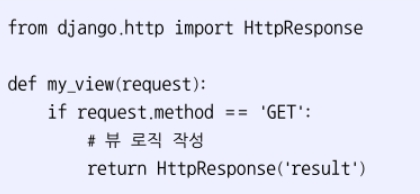 from django.http import HttpResponse

def my_view(request):
    if request.method == 'GET':
        # 뷰 로직 작성
        return HttpResponse('result')